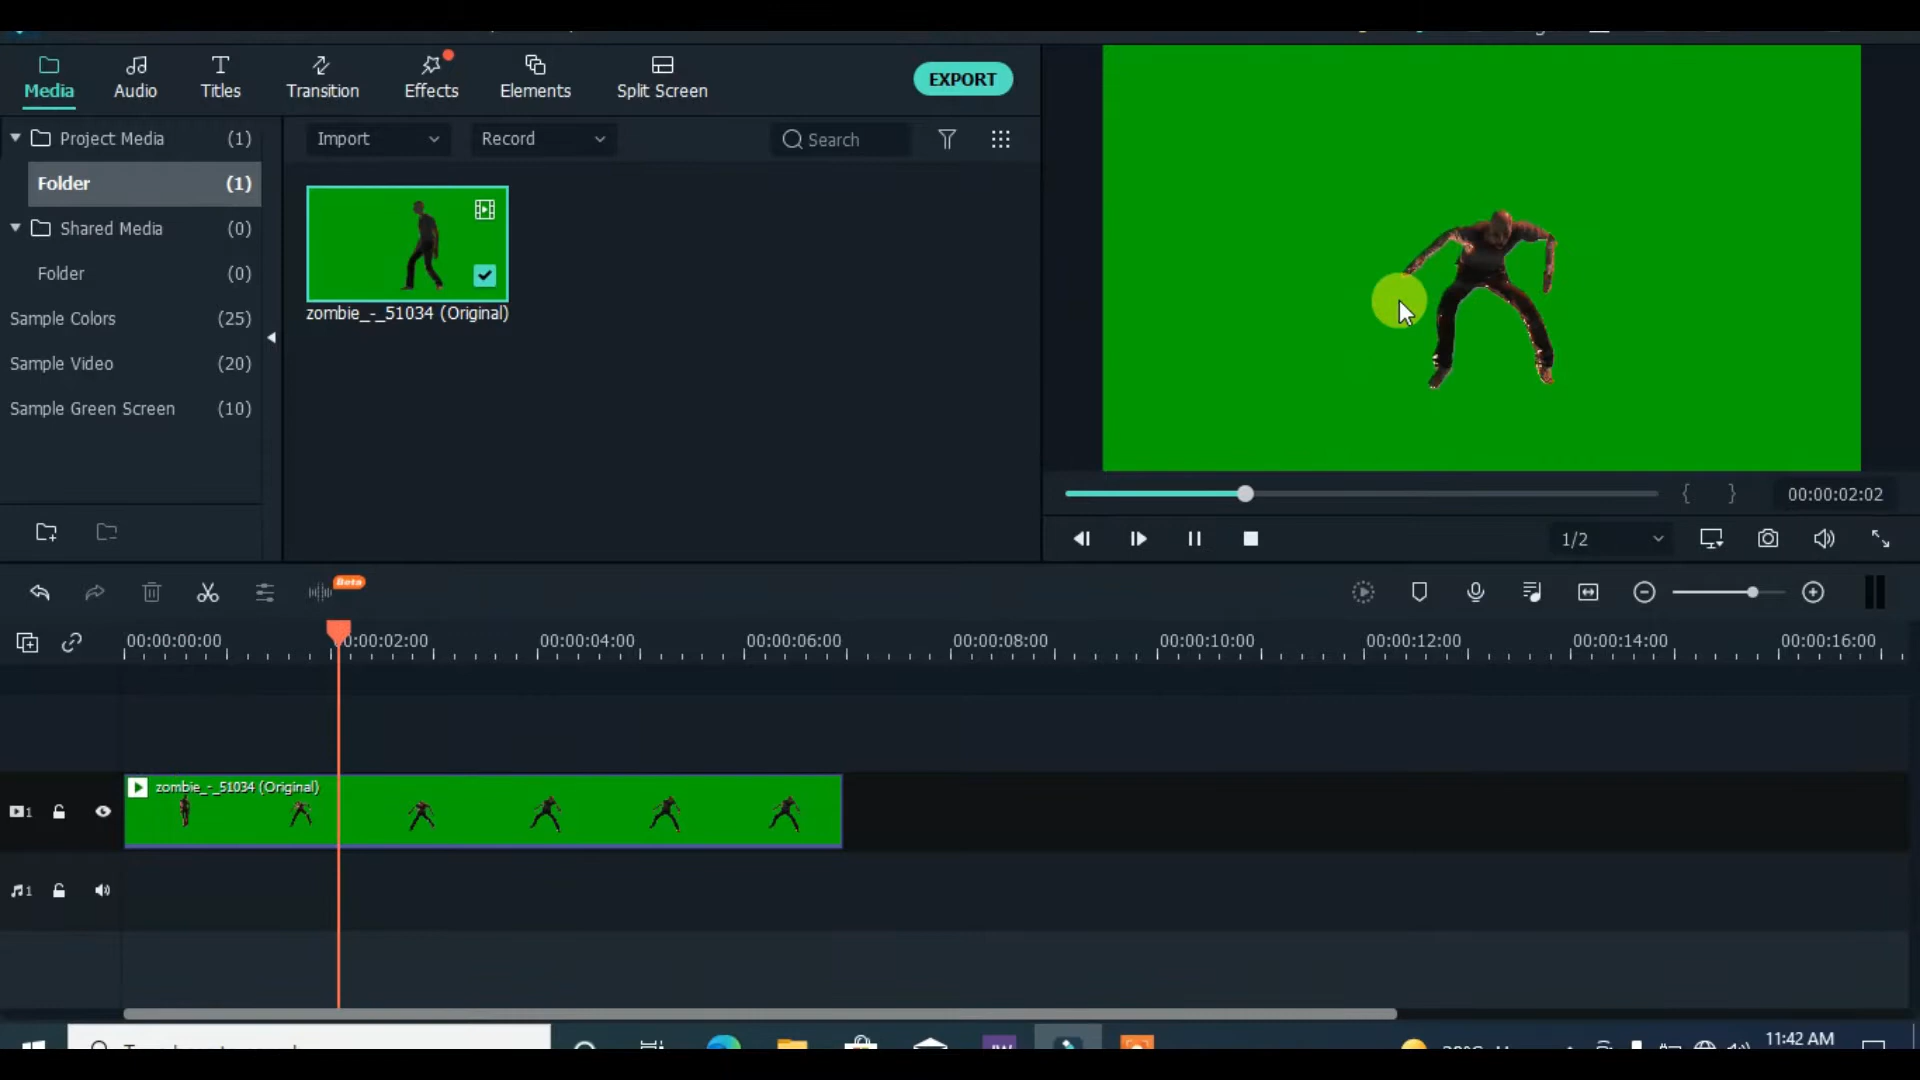 Media
Audio
Titles
Transition
Effects
Elements
Split Screen
EXPORT
Project Media (1)
Folder (1)
Shared Media (0)
Folder (0)
Sample Colors (25)
Sample Video (20)
Sample Green Screen (10)
Import
Record
Search
zombie_-_51034 (Original)
00:00:02:02
1/2
Beta
00:00:00:00
00:00:02:00
00:00:04:00
00:00:06:00
00:00:08:00
00:00:10:00
00:00:12:00
00:00:14:00
00:00:16:00
zombie_-_51034 (Original)
1
1
11:42 AM